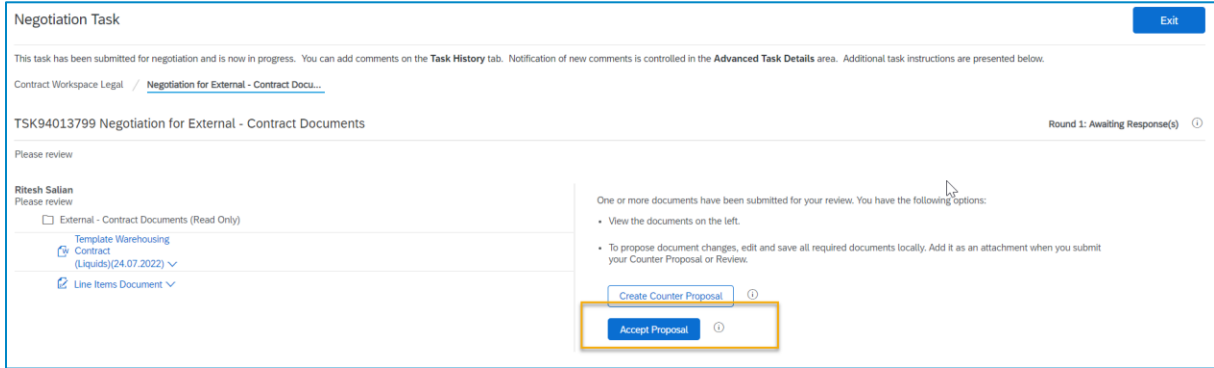 Negotiation Task
Exit
This task has been submitted for negotiation and is now in progress. You can add comments on the Task History tab. Notification of new comments is controlled in the Advanced Task Details area. Additional task instructions are presented below.
Contract Workspace Legal / Negotiation for External - Contract Docu...
TSK94013799 Negotiation for External - Contract Documents
Round 1: Awaiting Response(s)
Please review
Ritesh Salian
Please review
External - Contract Documents (Read Only)
Template Warehousing
Contract
(Liquids)(24.07.2022)
Line Items Document
One or more documents have been submitted for your review. You have the following options:
• View the documents on the left.
• To propose document changes, edit and save all required documents locally. Add it as an attachment when you submit
your Counter Proposal or Review.
Create Counter Proposal
Accept Proposal